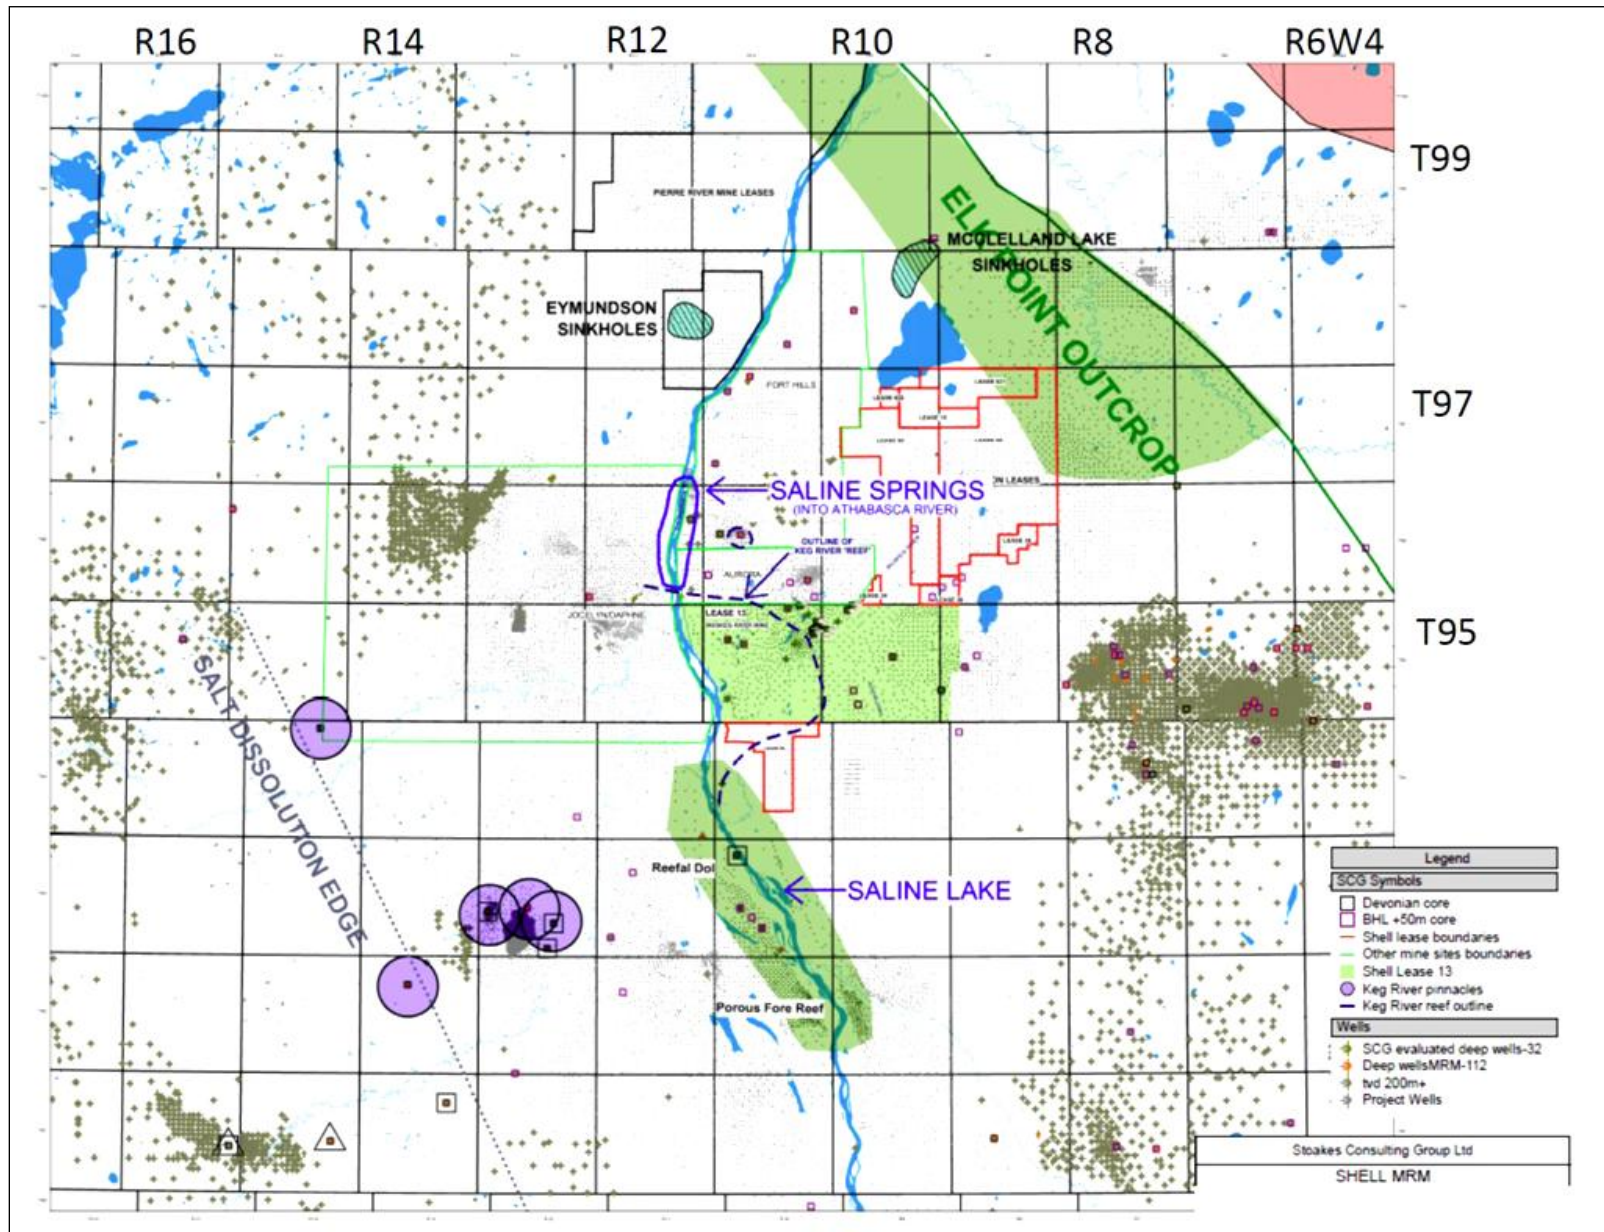 R16 R14 R12 R10 R8 R6W4
T99
PIERRE RIVER MINE LEASES
ELK POINT OUTCROP
MCCLELLAND LAKE
SINKHOLES
EYMUNDSON
SINKHOLES
FORT HILLS
T97
SALINE SPRINGS
(INTO ATHABASCA RIVER)
ON LEASES
OUTLINE OF
KEG RIVER 'REEF'
AURORA
JOCELYN/DAPHNE
LEASE 13
T95
SALT DISSOLUTION EDGE
Reefal Dol
SALINE LAKE
Porous Fore Reef
Legend
SCG Symbols
Devonian core
BHL +50m core
Shell lease boundaries
Other mine sites boundaries
Shell Lease 13
Keg River pinnacles
Keg River reef outline
Wells
SCG evaluated deep wells-32
Deep wellsMRM-112
tvd 200m+
Project Wells
Stoakes Consulting Group Ltd
SHELL MRM